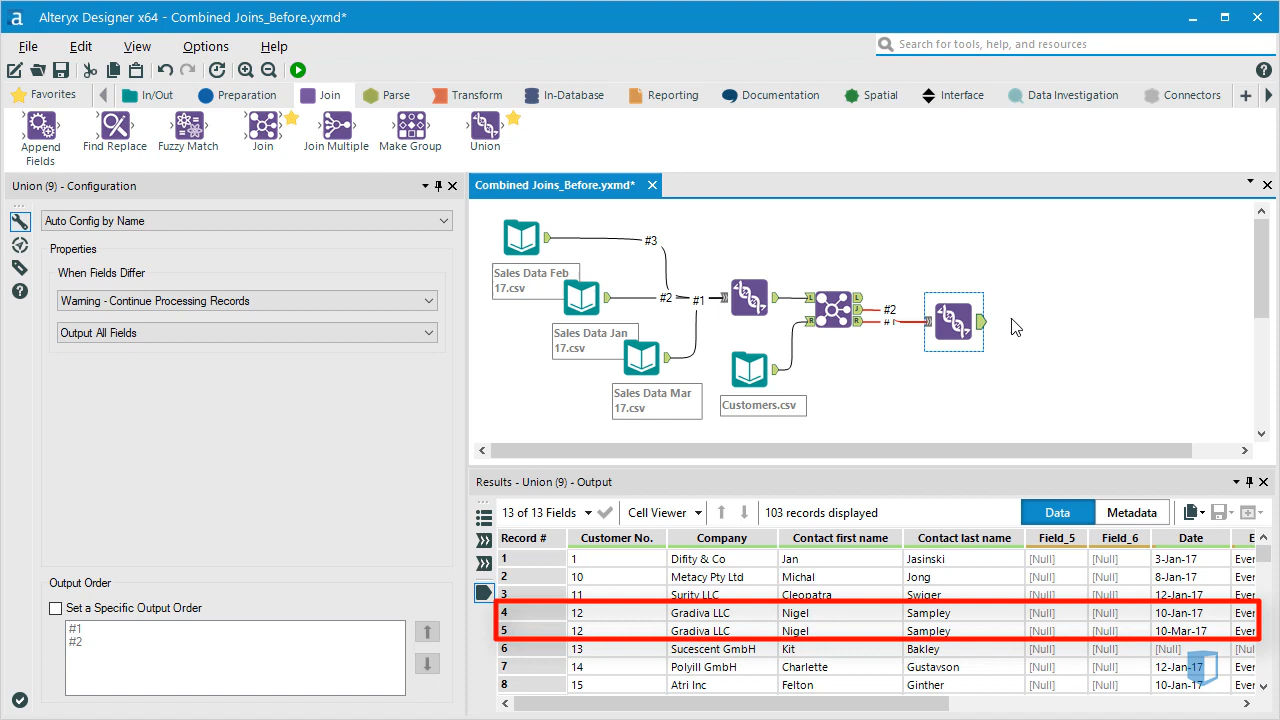 Alteryx Designer x64 - Combined Joins_Before.yxmd*
File Edit View Options Help
Search for tools, help, and resources
Favorites In/Out Preparation Join Parse Transform In-Database Reporting Documentation Spatial Interface Data Investigation Connectors
Append Fields
Find Replace
Fuzzy Match
Join
Join Multiple
Make Group
Union
Union (9) - Configuration
Auto Config by Name
Properties
When Fields Differ
Warning - Continue Processing Records
Output All Fields
Output Order
Set a Specific Output Order
#1
#2
Combined Joins_Before.yxmd*
#3
Sales Data Feb
17.csv
#2
#1
Sales Data Jan
17.csv
Sales Data Mar
17.csv
Customers.csv
L
R
L
J
R
#2
Results - Union (9) - Output
13 of 13 Fields Cell Viewer 103 records displayed Data Metadata
Record # Customer No. Company Contact first name Contact last name Field_5 Field_6 Date
1 1 Difity & Co Jan Jasinski [Null] [Null] 3-Jan-17 Ever
2 10 Metacy Pty Ltd Michal Jong [Null] [Null] 8-Jan-17 Ever
3 11 Surity LLC Cleopatra Swiger [Null] [Null] Ever
4 12 Gradiva LLC Nigel Sampley [Null] [Null] 10-Jan-17 Ever
5 12 Gradiva LLC Nigel Sampley [Null] [Null] 10-Mar-17 Ever
6 13 Sucescent GmbH Kit Bakley [Null] [Null] [Null] [Nul
7 14 Polyill GmbH Charlette Gustavson [Null] [Null] 12-Jan-17 Ever
8 15 Atri Inc Felton Ginther [Null] [Null] 10-Jan-17 Ever